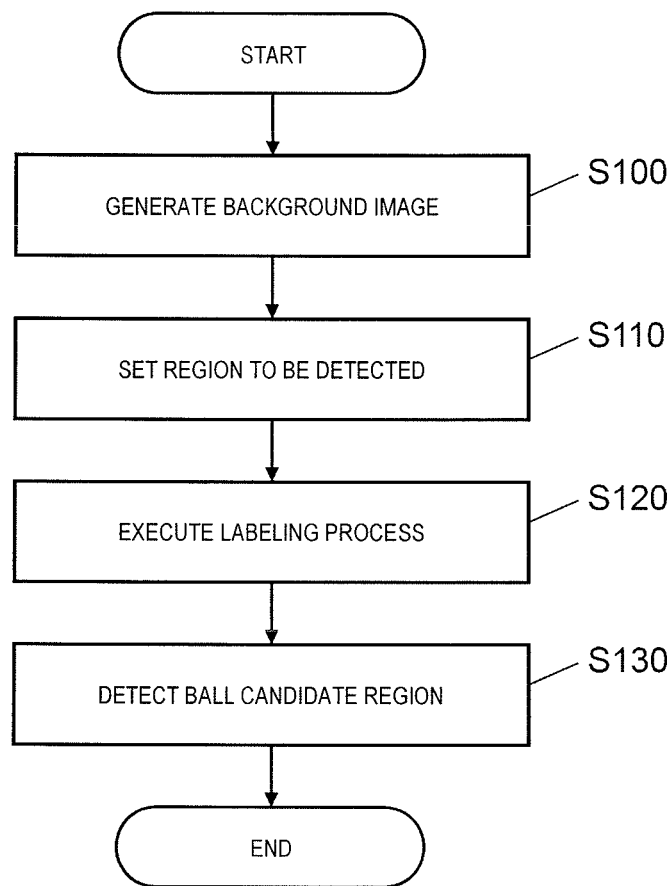 START
GENERATE BACKGROUND IMAGE
S100
SET REGION TO BE DETECTED
S110
EXECUTE LABELING PROCESS
S120
DETECT BALL CANDIDATE REGION
S130
END